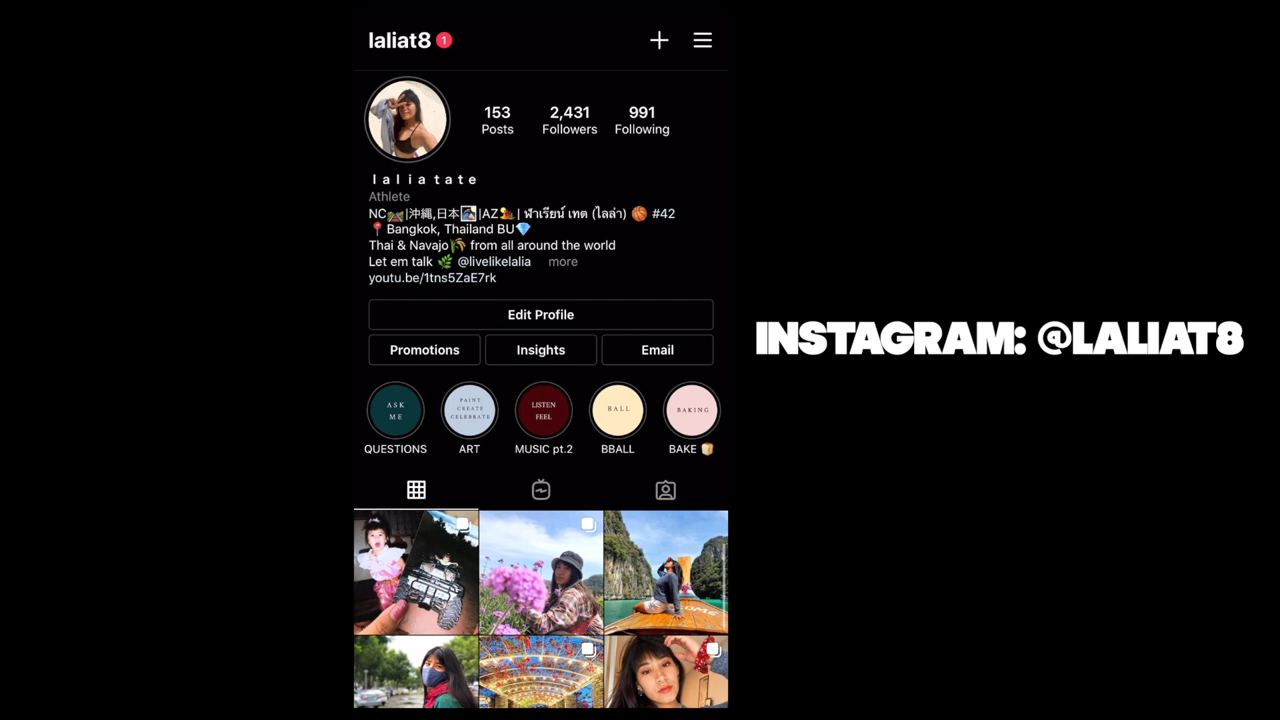 laliat8 1
153 2,431 991
Posts Followers Following
lalia tate
Athlete
NC|沖縄,日本|AZ| ฟ้าเรียน์ เทต (ไลล่า) #42
Bangkok, Thailand BU
Thai & Navajo from all around the world
Let em talk @livelikelalia more
youtu.be/1tns5ZaE7rk
Edit Profile
Promotions Insights Email
ASK
ME
PAINT
CREATE
CELEBRATE
LISTEN
FEEL
BALL
BAKING
QUESTIONS ART MUSIC pt.2 BBALL BAKE
INSTAGRAM: @LALIAT8